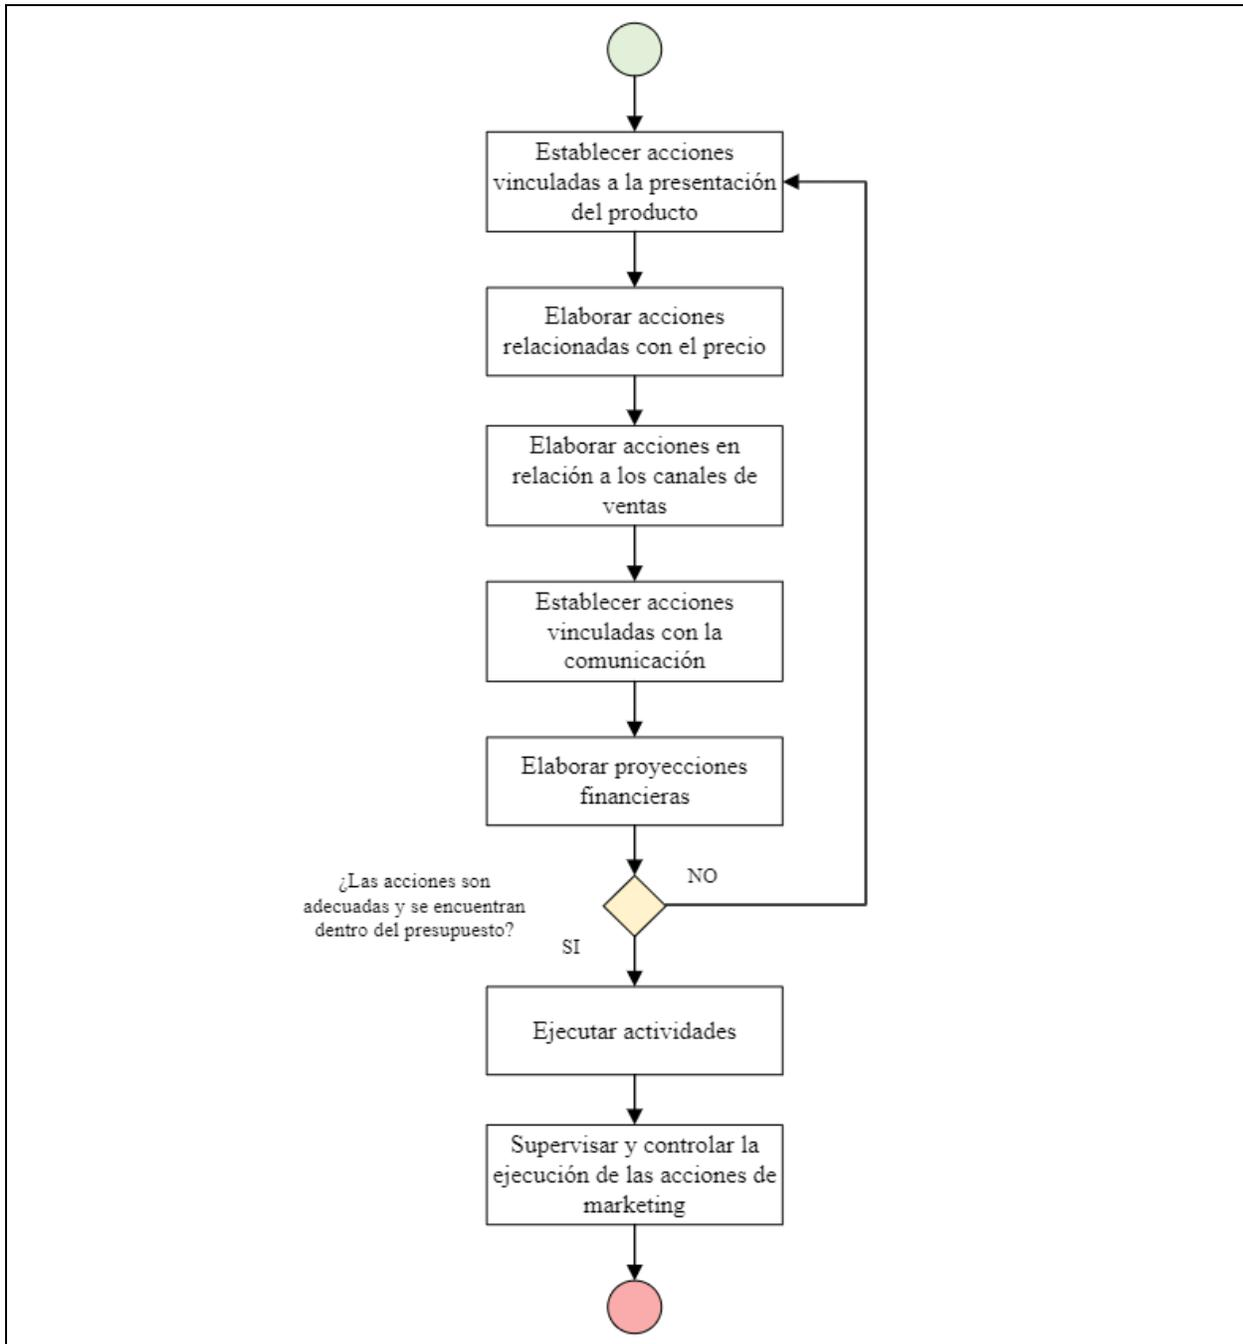 Establecer acciones
vinculadas a la presentación
del producto
Elaborar acciones
relacionadas con el precio
Elaborar acciones en
relación a los canales de
ventas
Establecer acciones
vinculadas con la
comunicación
Elaborar proyecciones
financieras
¿Las acciones son
adecuadas y se encuentran
dentro del presupuesto?
NO
SI
Ejecutar actividades
Supervisar y controlar la
ejecución de las acciones de
marketing